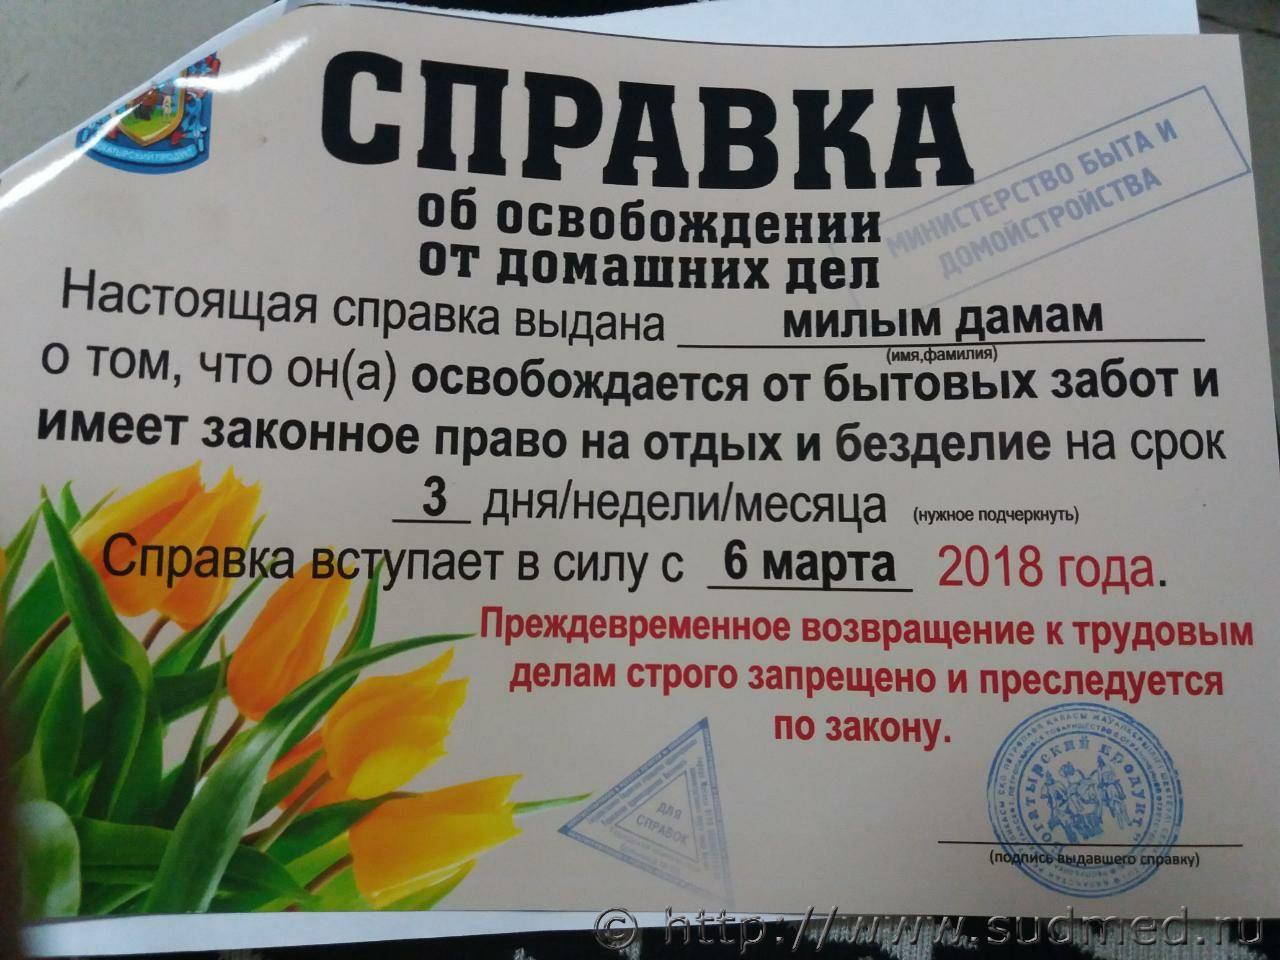 СПРАВКА
об освобождении
от домашних дел
МИНИСТЕРСТВО БЫТА И
ДОМОЙСТРОЙСТВА
Настоящая справка выдана милым дамам
(имя,фамилия)
о том, что он(а) освобождается от бытовых забот и
имеет законное право на отдых и безделие на срок
3 дня/недели/месяца (нужное подчеркнуть)
Справка вступает в силу с 6 марта 2018 года.
Преждевременное возвращение к трудовым
делам строго запрещено и преследуется
по закону.
ДЛЯ
СПРАВОК
БОГАТЫРСКИЙ ПРОДУКТ
(подпись выдавшего справку)
© http://www.sudmed.ru